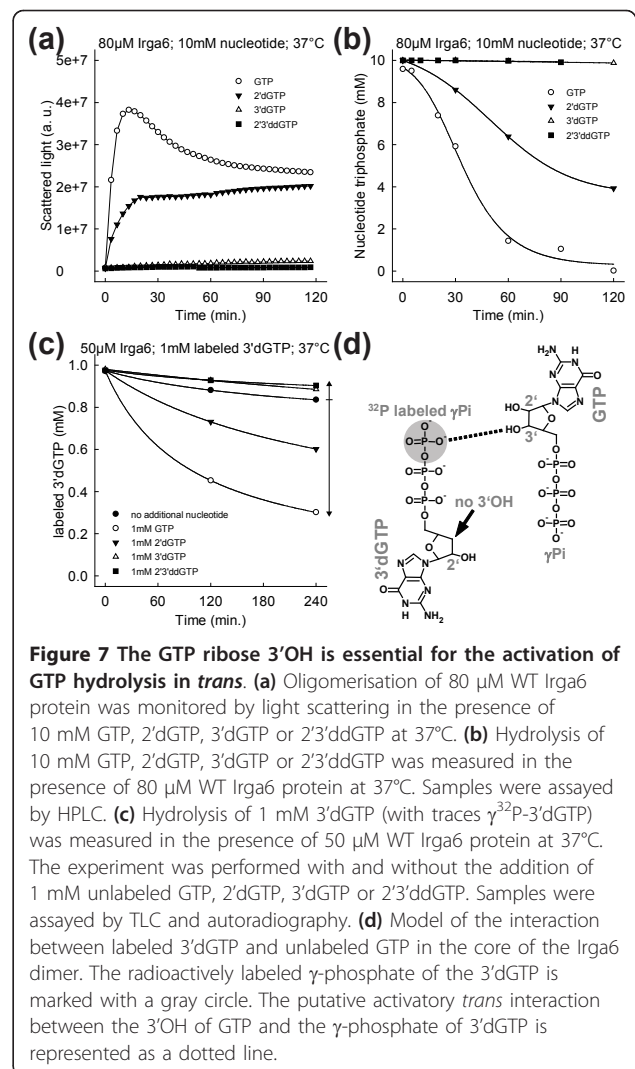 (a)
80µM Irga6; 10mM nucleotide; 37°C
5e+7
4e+7
3e+7
2e+7
1e+7
0
Scattered light (a. u.)
GTP
2'dGTP
3'dGTP
2'3'ddGTP
0 30 60 90 120
Time (min.)
(b)
80µM Irga6; 10mM nucleotide; 37°C
10
8
6
4
2
0
Nucleotide triphosphate (mM)
GTP
2'dGTP
3'dGTP
2'3'ddGTP
0 30 60 90 120
Time (min.)
(c)
50µM Irga6; 1mM labeled 3'dGTP; 37°C
1.0
0.8
0.6
0.4
0.2
labeled 3'dGTP (mM)
no additional nucleotide
1mM GTP
1mM 2'dGTP
1mM 3'dGTP
1mM 2'3'ddGTP
0 120 240
Time (min.)
(d)
H₂N
N
O
H
N
N
N
GTP
2'
HO
O
HO
3'
³²P labeled γPi
O⁻
O=P-O⁻
O
O=P-O⁻
O
O=P-O⁻
O
O
O=P-O⁻
O
O=P-O⁻
O
O=P-O⁻
O⁻
γPi
no 3'OH
3'dGTP
O
2'
OH
N
N
O
N
N
H
NH₂
Figure 7 The GTP ribose 3'OH is essential for the activation of
GTP hydrolysis in trans. (a) Oligomerisation of 80 μM WT Irga6
protein was monitored by light scattering in the presence of
10 mM GTP, 2'dGTP, 3'dGTP or 2'3'ddGTP at 37°C. (b) Hydrolysis of
10 mM GTP, 2'dGTP, 3'dGTP or 2'3'ddGTP was measured in the
presence of 80 μM WT Irga6 protein at 37°C. Samples were assayed
by HPLC. (c) Hydrolysis of 1 mM 3'dGTP (with traces γ³²P-3'dGTP)
was measured in the presence of 50 μM WT Irga6 protein at 37°C.
The experiment was performed with and without the addition of
1 mM unlabeled GTP, 2'dGTP, 3'dGTP or 2'3'ddGTP. Samples were
assayed by TLC and autoradiography. (d) Model of the interaction
between labeled 3'dGTP and unlabeled GTP in the core of the Irga6
dimer. The radioactively labeled γ-phosphate of the 3'dGTP is
marked with a gray circle. The putative activatory trans interaction
between the 3'OH of GTP and the γ-phosphate of 3'dGTP is
represented as a dotted line.